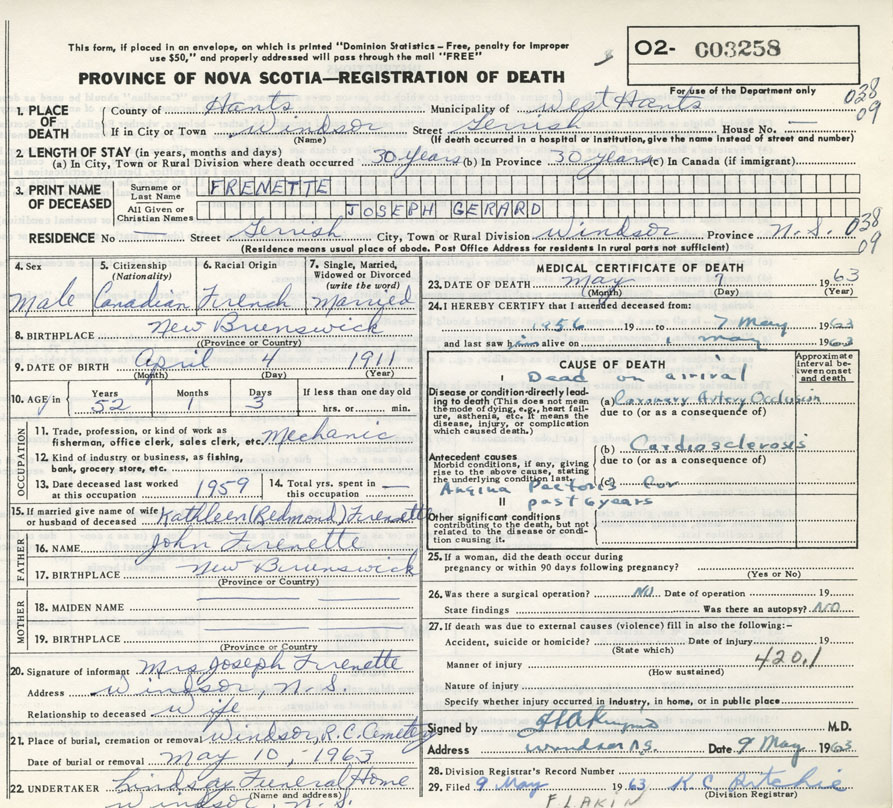 This form, if placed in an envelope, on which is printed "Dominion Statistics – Free, penalty for improper
use $50," and properly addressed will pass through the mail "FREE"
O2- C03258
PROVINCE OF NOVA SCOTIA—REGISTRATION OF DEATH
For use of the Department only
038
09
1. PLACE OF DEATH
County of Hants Municipality of West Hants
If in City or Town Windsor Street Gerrish House No. —
(Name) (If death occurred in a hospital or institution, give name instead of street and number)
2. LENGTH OF STAY (in years, months and days)
(a) In City, Town or Rural Division where death occurred 30 years (b) In Province 30 years (c) In Canada (if immigrant)
3. PRINT NAME OF DECEASED
Surname or Last Name FRENETTE
All Given or Christian Names JOSEPH GERARD
RESIDENCE No — Street Gerrish City, Town or Rural Division Windsor Province N.S. 038
09
(Residence means usual place of abode. Post Office Address for residents in rural parts not sufficient)
4. Sex Male
5. Citizenship (Nationality) Canadian
6. Racial Origin French
7. Single, Married, Widowed or Divorced (write the word) Married
8. BIRTHPLACE New Brunswick
(Province or Country)
9. DATE OF BIRTH April 4 1911
(Month) (Day) (Year)
10. AGE in Years 52 Months 1 Days 3 If less than one day old
hrs. or min.
OCCUPATION
11. Trade, profession, or kind of work as
fisherman, office clerk, sales clerk, etc. Mechanic
12. Kind of industry or business, as fishing,
bank, grocery store, etc.
13. Date deceased last worked
at this occupation 1959
14. Total yrs. spent in
this occupation —
15. If married give name of wife
or husband of deceased Kathleen (Redmond) Frenette
FATHER
16. NAME John Frenette
17. BIRTHPLACE New Brunswick
(Province or Country)
MOTHER
18. MAIDEN NAME
19. BIRTHPLACE
(Province or Country)
20. Signature of informant Mrs Joseph Frenette
Address Windsor, N.S.
Relationship to deceased Wife
21. Place of burial, cremation or removal Windsor, R.C. Cemetery
Date of burial or removal May 10, 1963
22. UNDERTAKER Lindsay Funeral Home
(Name and address)
Windsor, N.S.
MEDICAL CERTIFICATE OF DEATH
23. DATE OF DEATH May 7 1963
(Month) (Day) (Year)
24. I HEREBY CERTIFY that I attended deceased from:
1956 19 to 7 May 1963
and last saw him alive on May 1963
CAUSE OF DEATH
Approximate interval between onset and death
I Dead on arrival
Disease or condition directly leading to death (This does not mean the mode of dying, e.g., heart failure, asthenia, etc. It means the disease, injury, or complication which caused death.)
(a) Coronary Artery Occlusion
due to (or as a consequence of)
Antecedent causes
Morbid conditions, if any, giving rise to the above cause, stating the underlying condition last.
(b) Cardiosclerosis
due to (or as a consequence of)
(c)
Angina Pectoris for
II past 6 years
Other significant conditions
contributing to the death, but not related to the disease or condition causing it.
25. If a woman, did the death occur during
pregnancy or within 90 days following pregnancy?
(Yes or No)
26. Was there a surgical operation? No Date of operation 19
State findings Was there an autopsy? No
27. If death was due to external causes (violence) fill in also the following:–
Accident, suicide or homicide? Date of injury 19
(State which)
Manner of injury 420.1
(How sustained)
Nature of injury
Specify whether injury occurred in industry, in home, or in public place
Signed by M.D.
Address Windsor N.S. Date 9 May 1963
28. Division Registrar's Record Number
29. Filed 9 May 1963 K C Ritchie
(Division Registrar)
F LAKIN